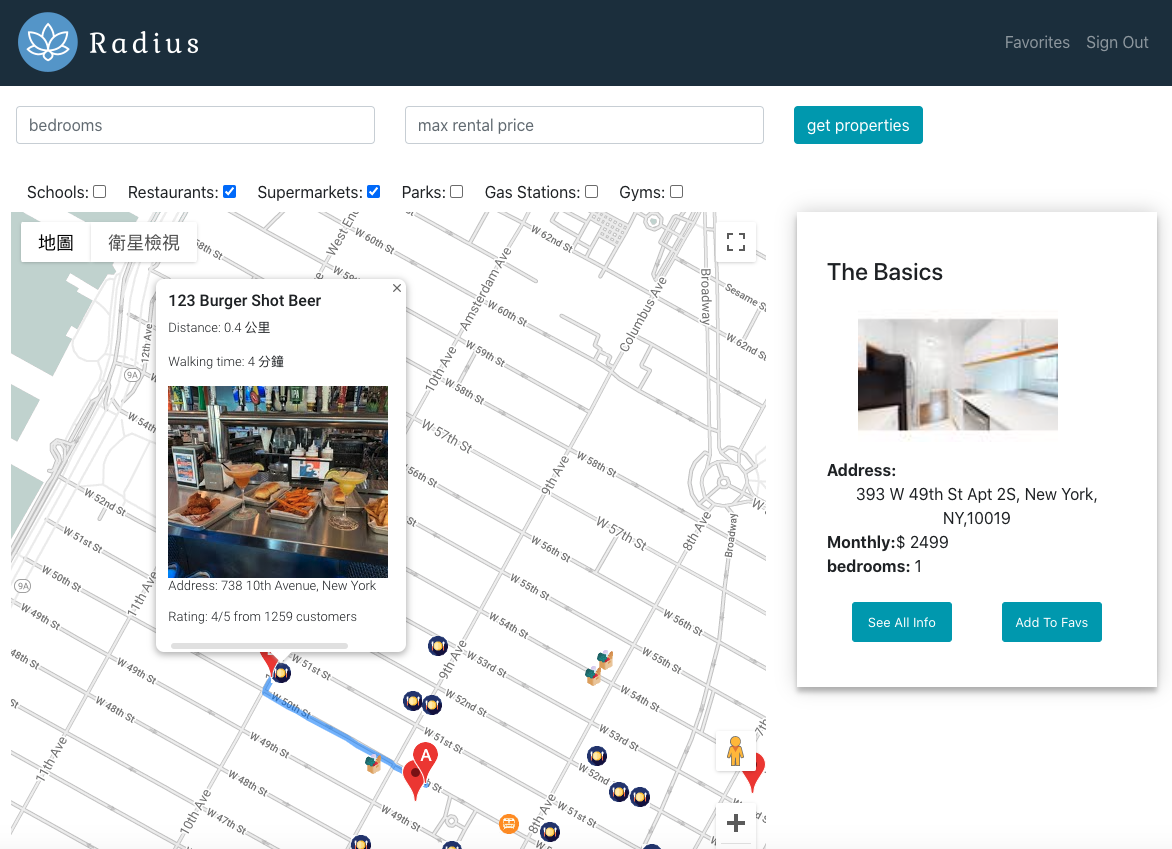 Radius
Favorites
Sign Out
bedrooms
max rental price
get properties
Schools:
Restaurants:
Supermarkets:
Parks:
Gas Stations:
Gyms:
地圖
衛星檢視
58th St
West End
W 60th St
W 59th
Amsterdam Ave
W 62nd St
Broadway
Sesame St
Columbus Ave
W 60th St
W 62nd St
12th Ave
9A
W 59th St
10th Ave
W 58th St
W 54th St
W 57th St
W 58th St
56th St
9th Ave
W 52nd St
W 57th St
8th Ave
Broadway
W 51st St
W 56th St
W 50th St
9A
11th Ave
W 55th St
W 49th St
W 54th St
48th St
W 49th St
9th Ave
W 53rd St
W 55th St
W 51st St
W 52nd St
W 54th St
W 50th St
W 48th St
W 49th St
W 51st St
W 53rd St
7th
11th Ave
A
W 52nd
10th Ave
W 47th St
W 49th St
8th Ave
W 51st St
123 Burger Shot Beer
Distance: 0.4 公里
Walking time: 4 分鐘
123
Address: 738 10th Avenue, New York
Rating: 4/5 from 1259 customers
The Basics
Address:
393 W 49th St Apt 2S, New York,
NY,10019
Monthly:$ 2499
bedrooms: 1
See All Info
Add To Favs